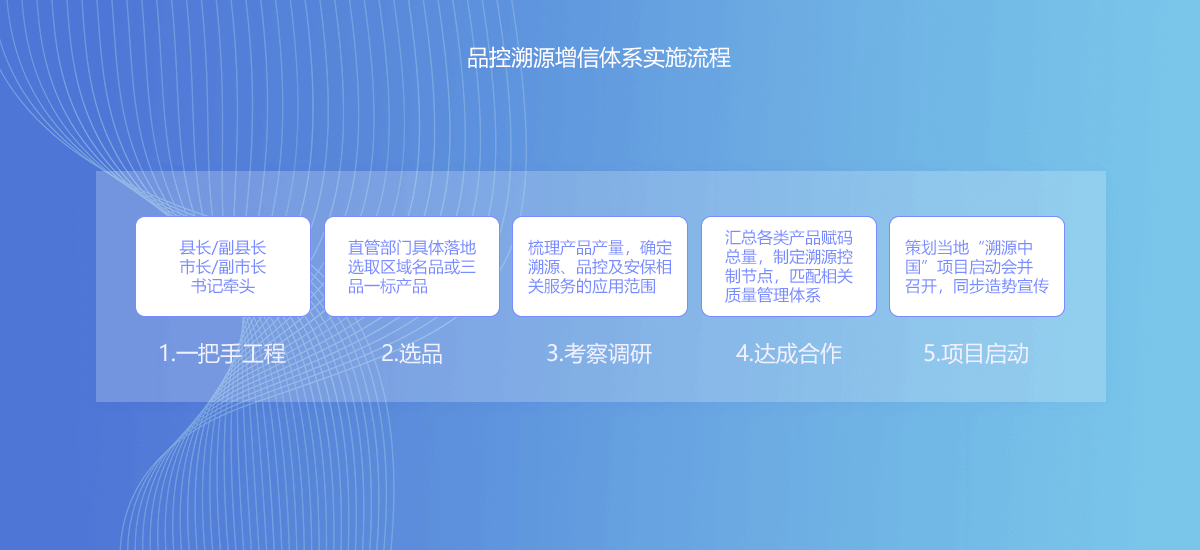 品控溯源增信体系实施流程
县长/副县长
市长/副市长
书记牵头
直管部门具体落地
选取区域名品或三
品一标产品
梳理产品产量，确定
溯源、品控及安保相
关服务的应用范围
汇总各类产品赋码
总量，制定溯源控
制节点，匹配相关
质量管理体系
策划当地“溯源中
国”项目启动会并
召开，同步造势宣传
1.一把手工程
2.选品
3.考察调研
4.达成合作
5.项目启动